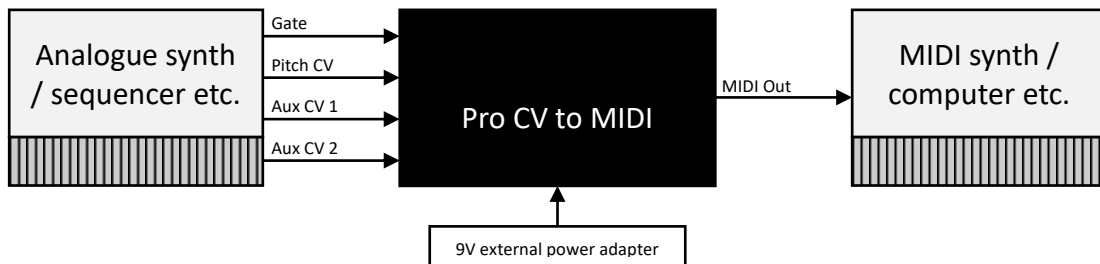 Analogue synth
/ sequencer etc.
Gate
Pitch CV
Aux CV 1
Aux CV 2
Pro CV to MIDI
MIDI Out
MIDI synth /
computer etc.
9V external power adapter